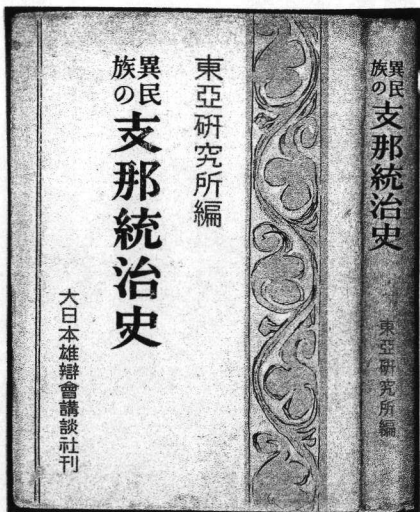 東亞研究所編
異民族の支那統治史
大日本雄辯會講談社刊
異民族の支那統治史
東亞研究所編